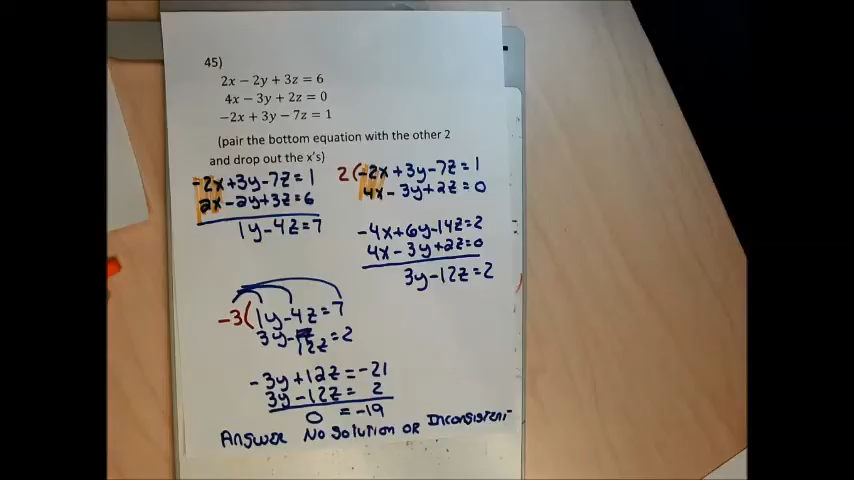 45)
2x − 2y + 3z = 6
4x − 3y + 2z = 0
−2x + 3y − 7z = 1
(pair the bottom equation with the other 2
and drop out the x's)
-2x+3y-7z=1
2x-2y+3z=6
1y-4z=7
2(-2x+3y-7z=1
4x-3y+2z=0
-4x+6y-14z=2
4x-3y+2z=0
3y-12z=2
-3(1y-4z=7
3y-12z=2
-3y+12z=-21
3y-12z=2
0=-19
Answer No Solution or Inconsistent